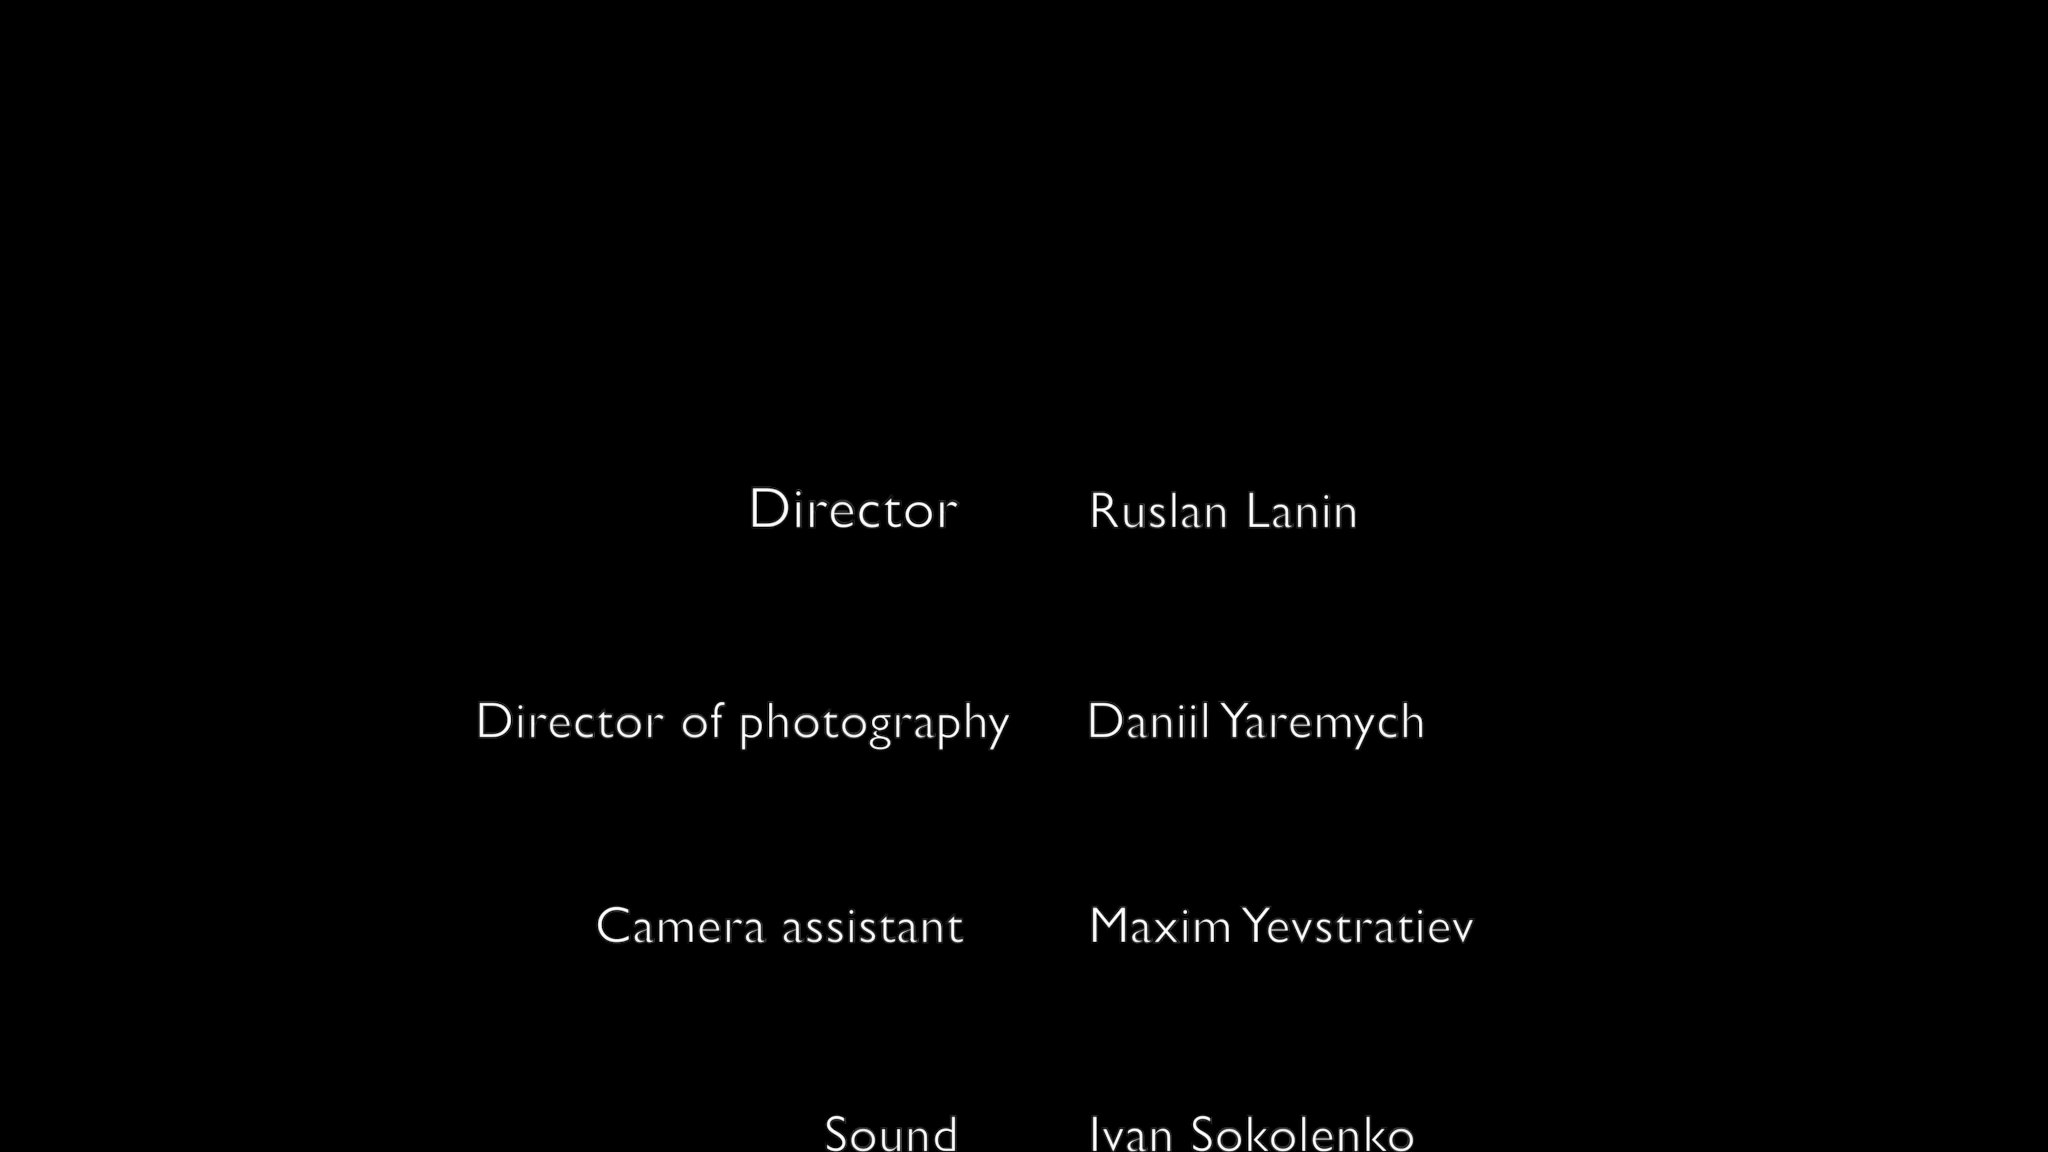 Director Ruslan Lanin
Director of photography Daniil Yaremych
Camera assistant Maxim Yevstratiev
Sound Ivan Sokolenko